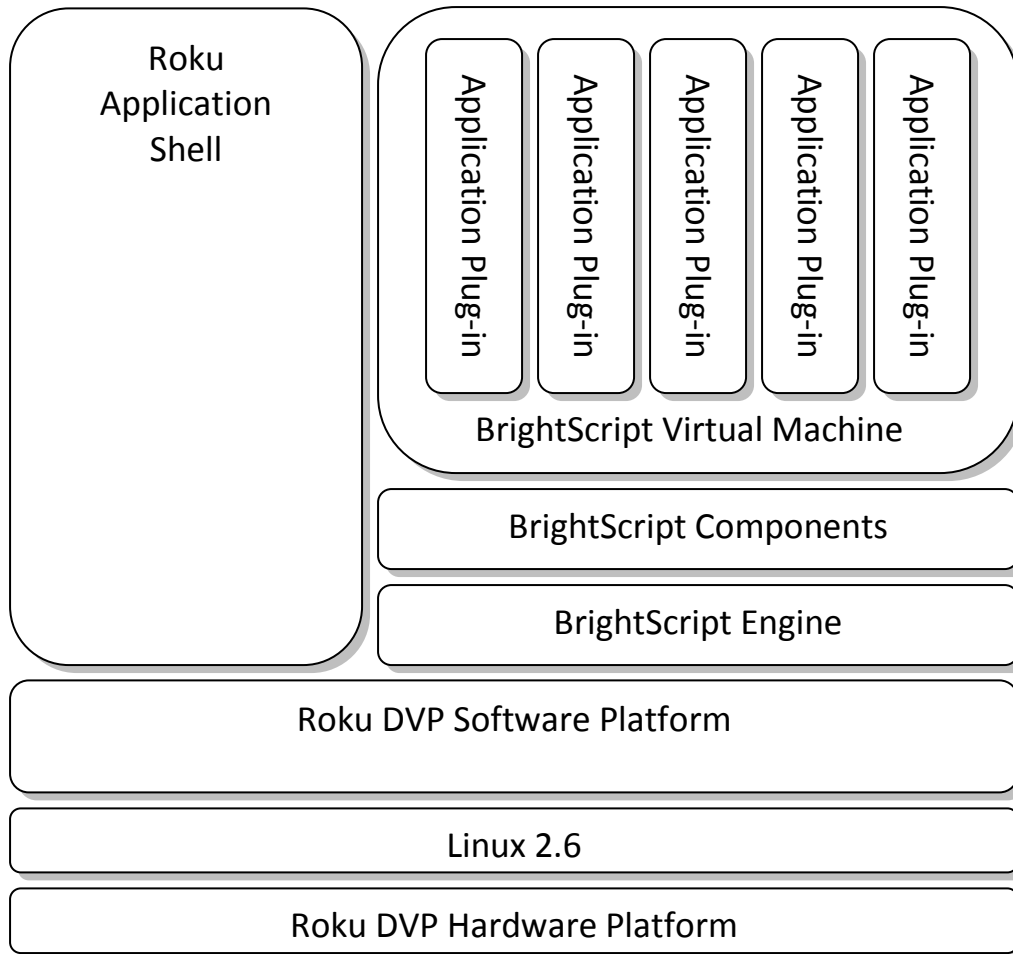 Roku
Application
Shell
Application Plug-in
Application Plug-in
Application Plug-in
Application Plug-in
Application Plug-in
BrightScript Virtual Machine
BrightScript Components
BrightScript Engine
Roku DVP Software Platform
Linux 2.6
Roku DVP Hardware Platform